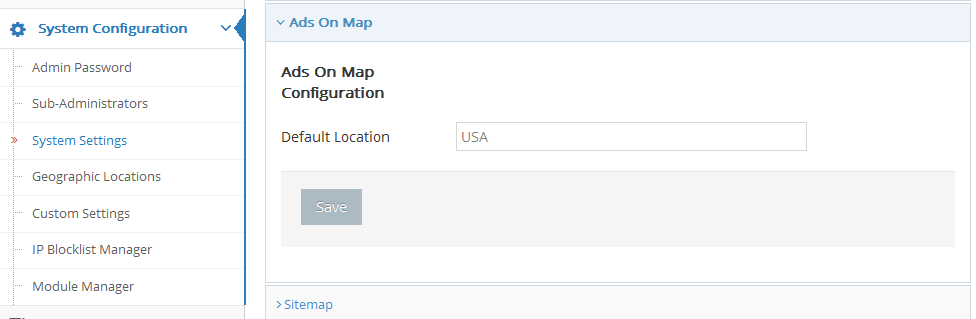 System Configuration
Admin Password
Sub-Administrators
System Settings
Geographic Locations
Custom Settings
IP Blocklist Manager
Module Manager
Ads On Map
Ads On Map
Configuration
Default Location USA
Save
Sitemap